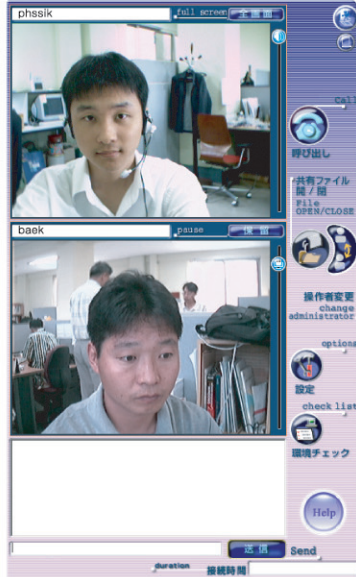 phssik
full screen
全画面
Call
呼び出し
共有ファイル
開 / 閉
File
OPEN/CLOSE
baek
pause
保留
操作者変更
change
administrator
options
設定
check list
環境チェック
Help
送信
Send
duration
接続時間